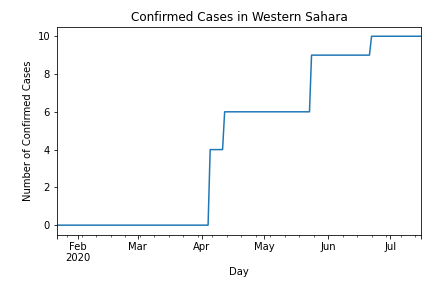 Confirmed Cases in Western Sahara
Number of Confirmed Cases
10
8
6
4
2
0
Feb Mar Apr May Jun Jul
2020
Day